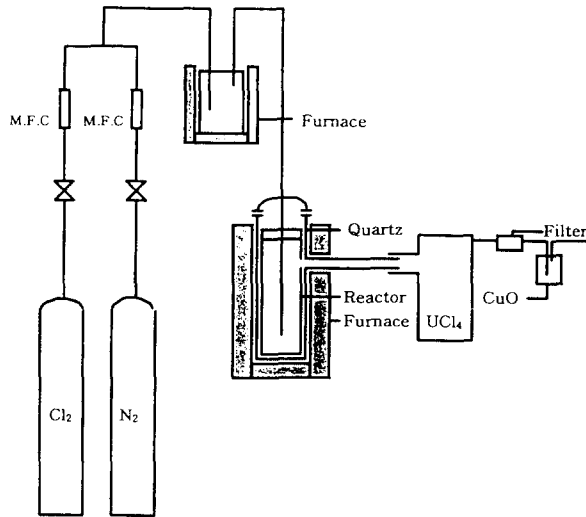 M.F.C
M.F.C
Furnace
Quartz
Filter
Reactor
CuO
Furnace
UCl₄
Cl₂
N₂